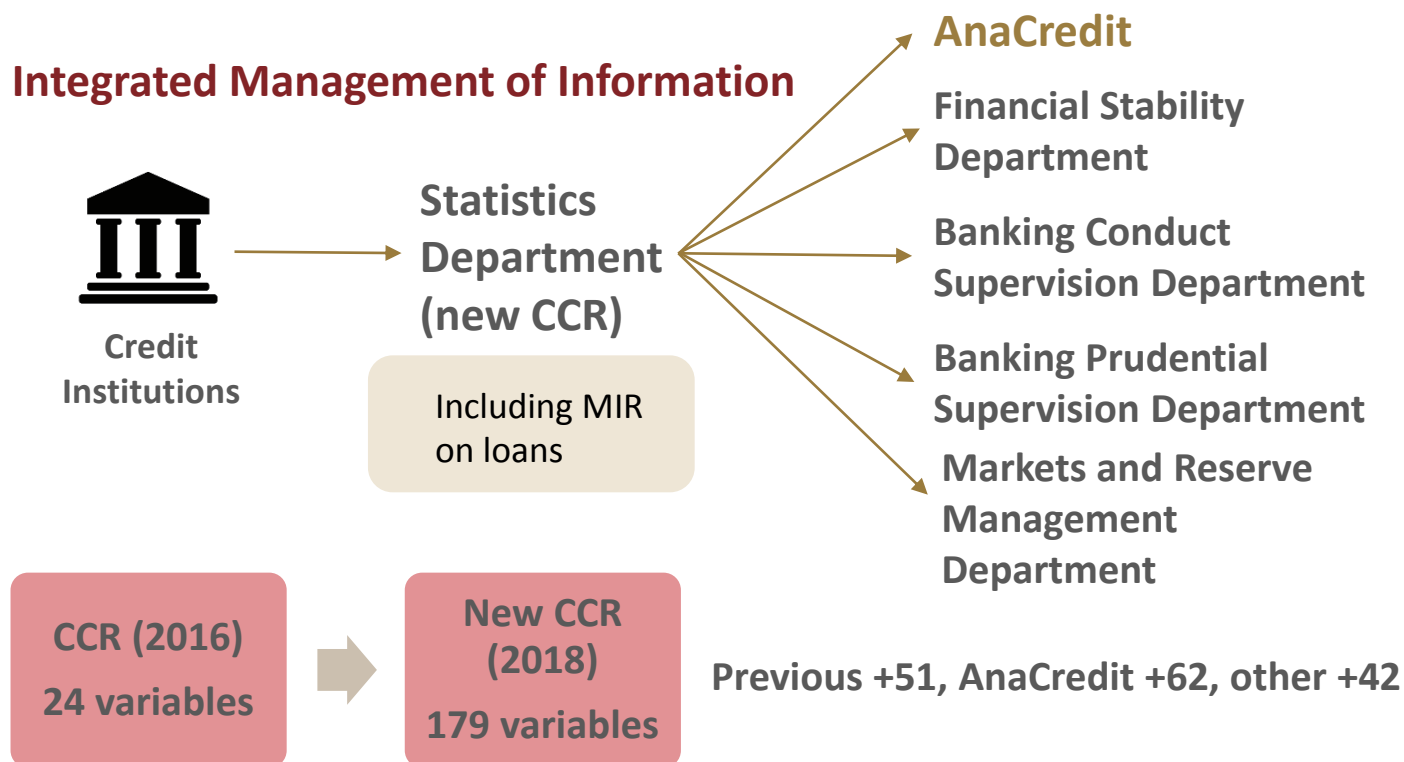 Integrated Management of Information
Credit
Institutions
Statistics
Department
(new CCR)
Including MIR
on loans
AnaCredit
Financial Stability
Department
Banking Conduct
Supervision Department
Banking Prudential
Supervision Department
Markets and Reserve
Management
Department
CCR (2016)
24 variables
New CCR
(2018)
179 variables
Previous +51, AnaCredit +62, other +42